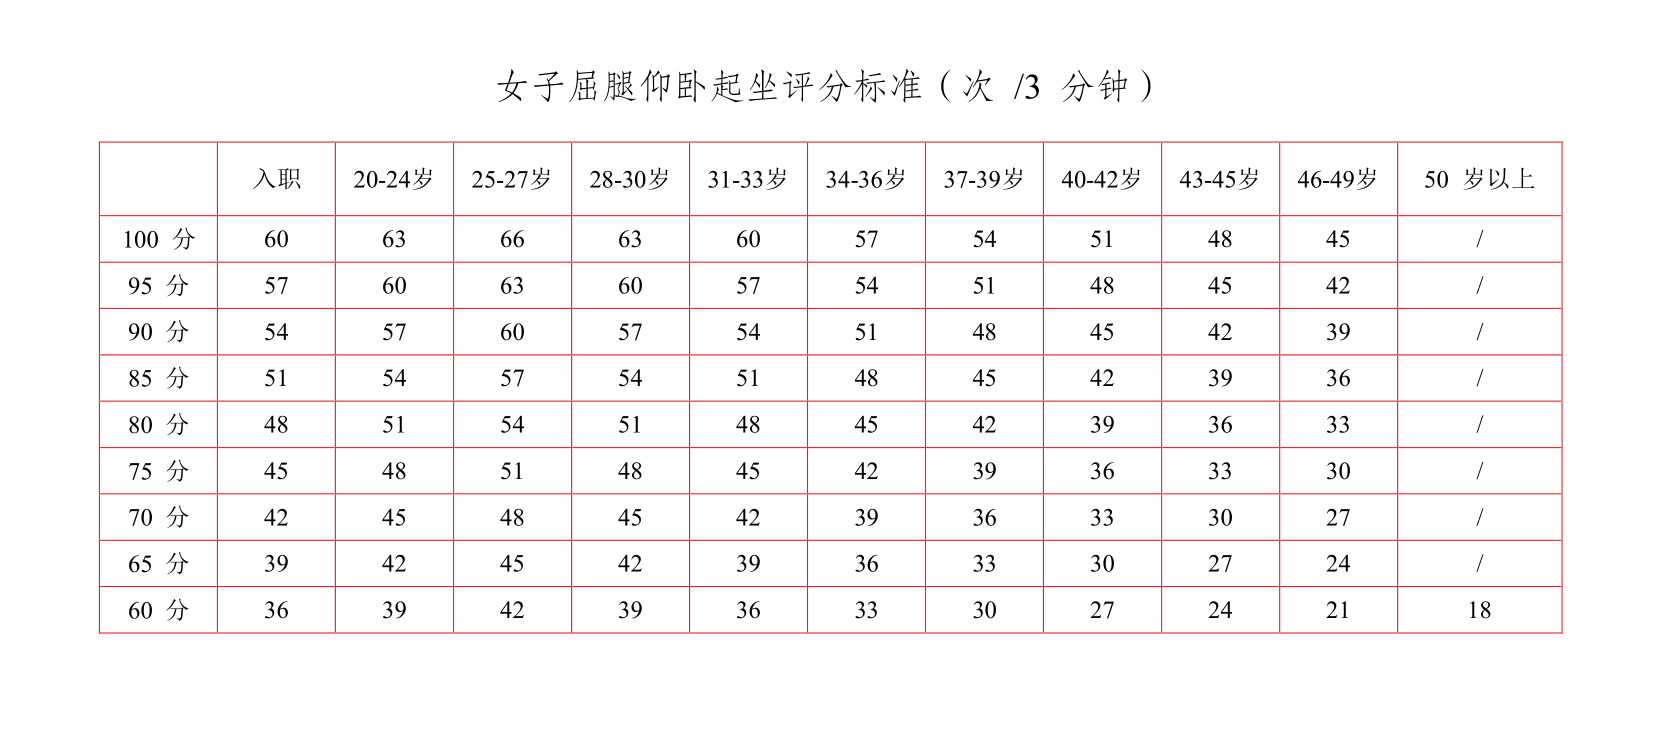 女子屈腿仰卧起坐评分标准（次 /3 分钟）
入职 20-24岁 25-27岁 28-30岁 31-33岁 34-36岁 37-39岁 40-42岁 43-45岁 46-49岁 50 岁以上
100 分 60 63 66 63 60 57 54 51 48 45 /
95 分 57 60 63 60 57 54 51 48 45 42 /
90 分 54 57 60 57 54 51 48 45 42 39 /
85 分 51 54 57 54 51 48 45 42 39 36 /
80 分 48 51 54 51 48 45 42 39 36 33 /
75 分 45 48 51 48 45 42 39 36 33 30 /
70 分 42 45 48 45 42 39 36 33 30 27 /
65 分 39 42 45 42 39 36 33 30 27 24 /
60 分 36 39 42 39 36 33 30 27 24 21 18